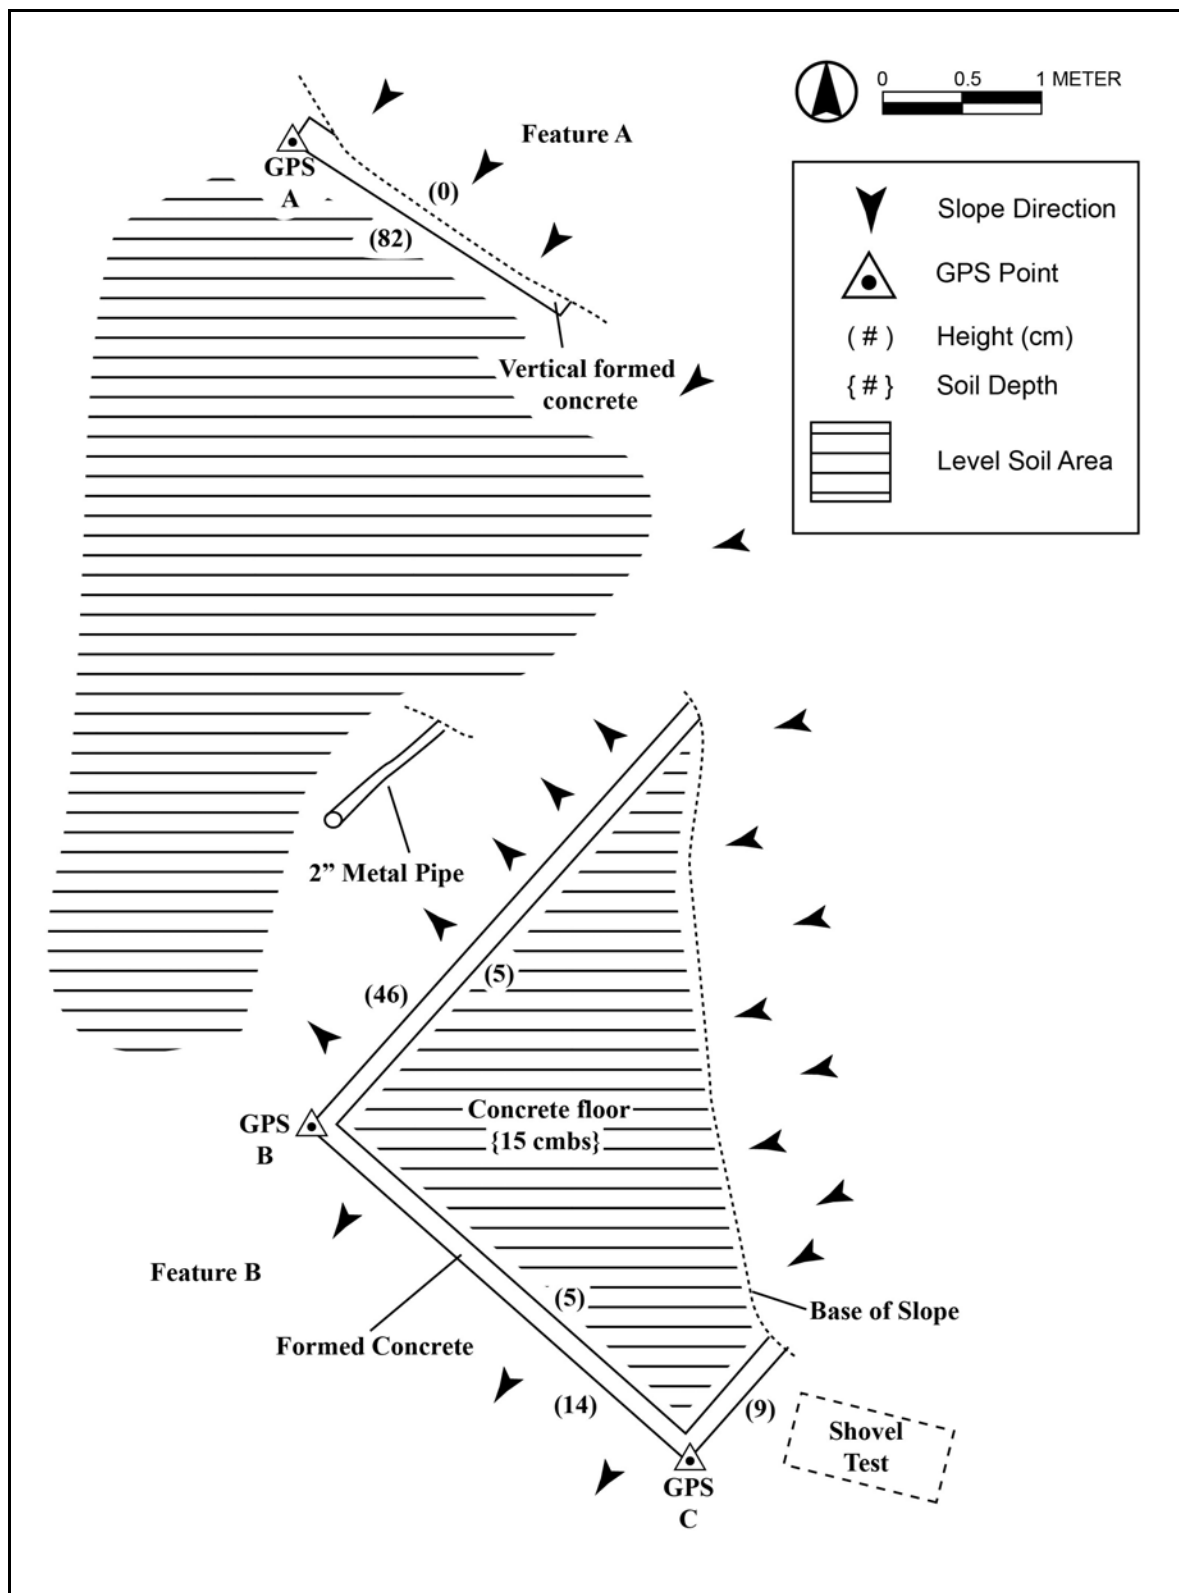 0 0.5 1 METER
Feature A
GPS
A
(0)
(82)
Slope Direction
GPS Point
( # ) Height (cm)
{ # } Soil Depth
Level Soil Area
Vertical formed
concrete
2” Metal Pipe
(46)
(5)
GPS
B
Concrete floor
{15 cmbs}
Feature B
(5)
Base of Slope
Formed Concrete
(14)
(9)
Shovel
Test
GPS
C